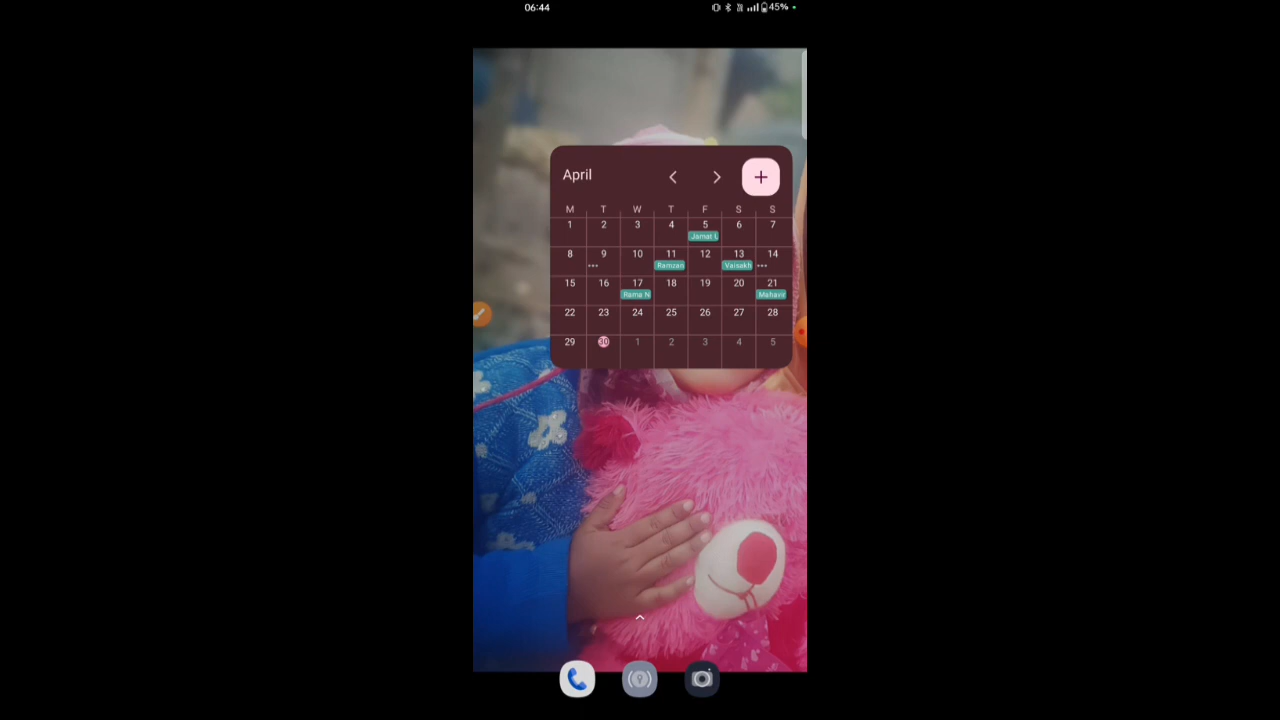 06:44 45%
April
M T W T F S S
1 2 3 4 5 6 7
Jamat U
8 9 10 11 12 13 14
Ramzan Vaisakh
15 16 17 18 19 20 21
Rama N Mahavir
22 23 24 25 26 27 28
29 30 1 2 3 4 5